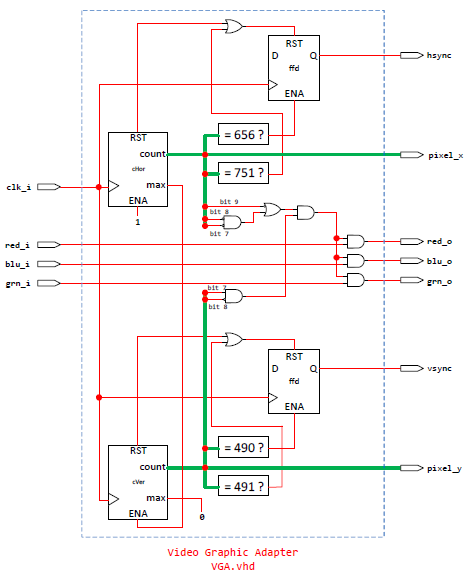 RST
D
Q
hsync
ffd
ENA
= 656 ?
RST
count
pixel_x
cHor
= 751 ?
max
clk_i
ENA
bit 9
1
bit 8
bit 7
red_i
red_o
blu_i
blu_o
grn_i
grn_o
bit 7
bit 8
RST
D
Q
vsync
ffd
ENA
= 490 ?
RST
count
pixel_y
cVer
= 491 ?
max
ENA
0
Video Graphic Adapter
VGA.vhd